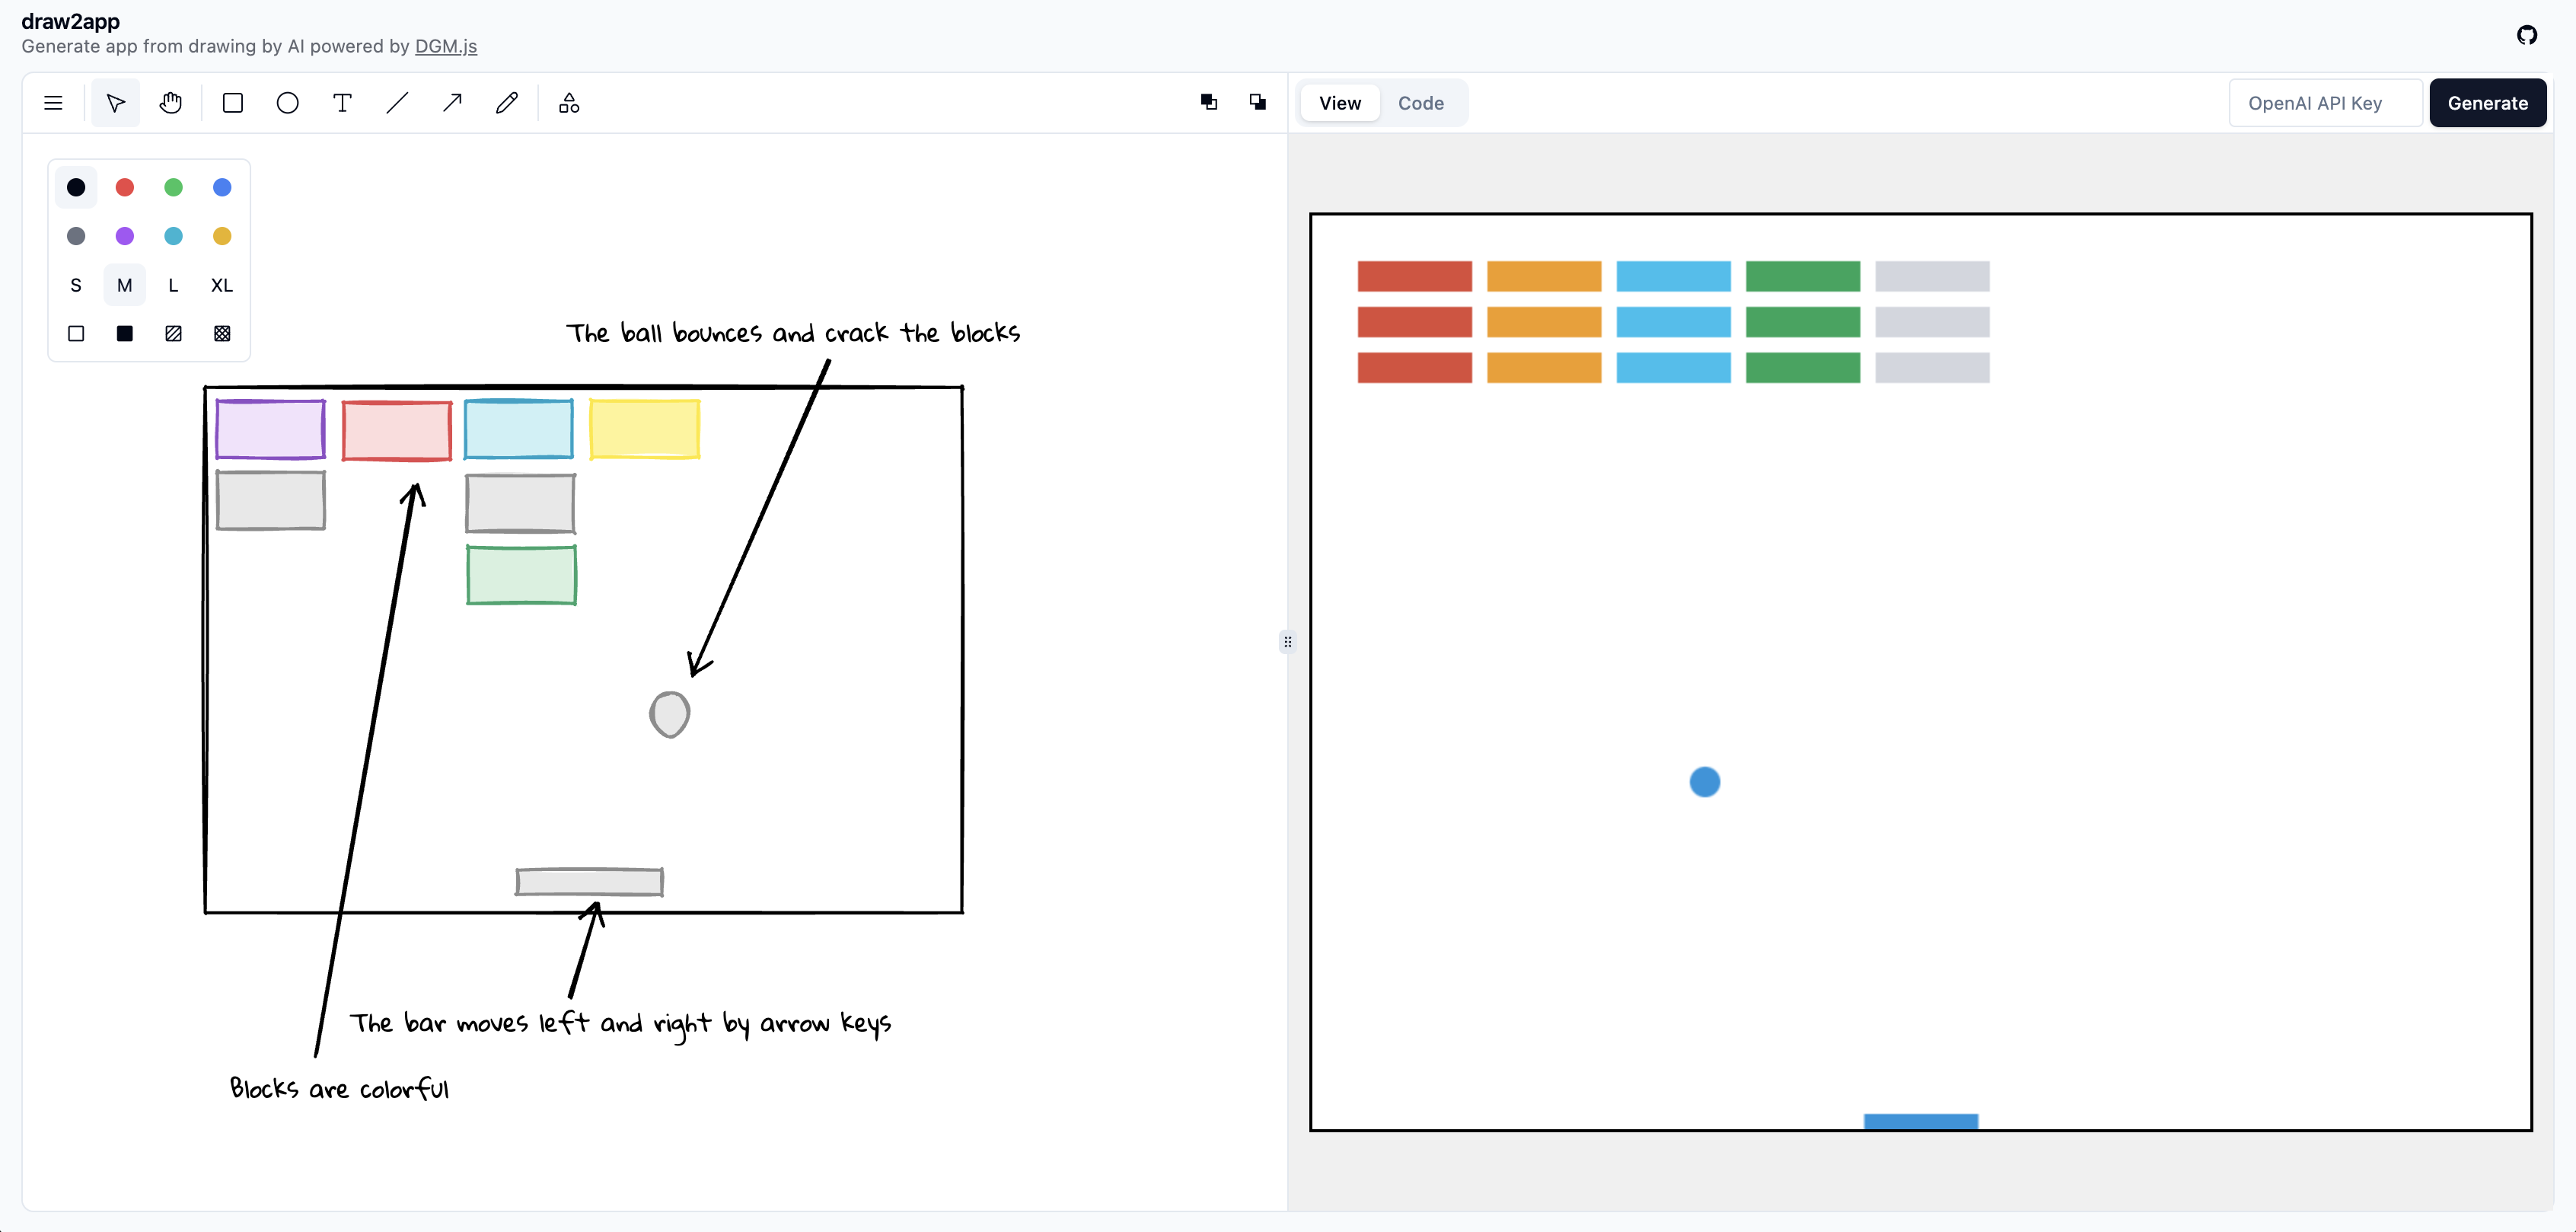 draw2app
Generate app from drawing by AI powered by DGM.js
View
Code
OpenAI API Key
Generate
S M L XL
The ball bounces and crack the blocks
The bar moves left and right by arrow keys
Blocks are colorful